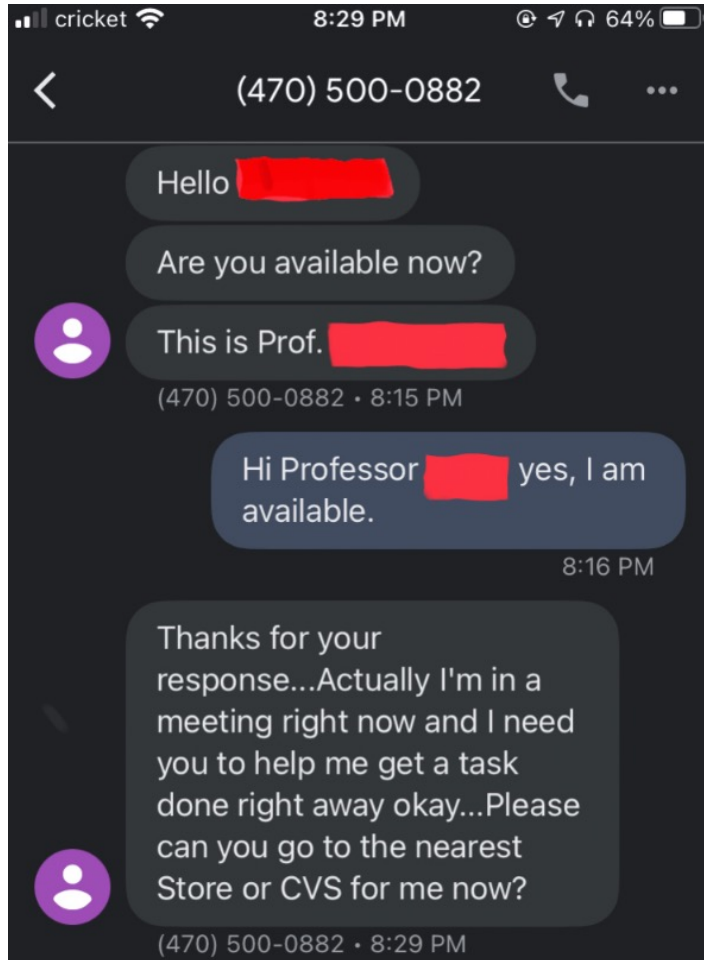 cricket 8:29 PM 64%
(470) 500-0882
Hello
Are you available now?
This is Prof.
(470) 500-0882 • 8:15 PM
Hi Professor yes, I am
available.
8:16 PM
Thanks for your
response...Actually I'm in a
meeting right now and I need
you to help me get a task
done right away okay...Please
can you go to the nearest
Store or CVS for me now?
(470) 500-0882 • 8:29 PM